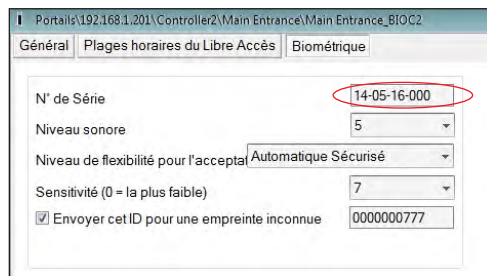 Portails\192.168.1.201\Controller2\Main Entrance\Main Entrance_BIOC2
Général Plages horaires du Libre Accès Biométrique
N° de Série 14-05-16-000
Niveau sonore 5
Niveau de flexibilité pour l'acceptat Automatique Sécurisé
Sensitivité (0 = la plus faible) 7
Envoyer cet ID pour une empreinte inconnue 0000000777